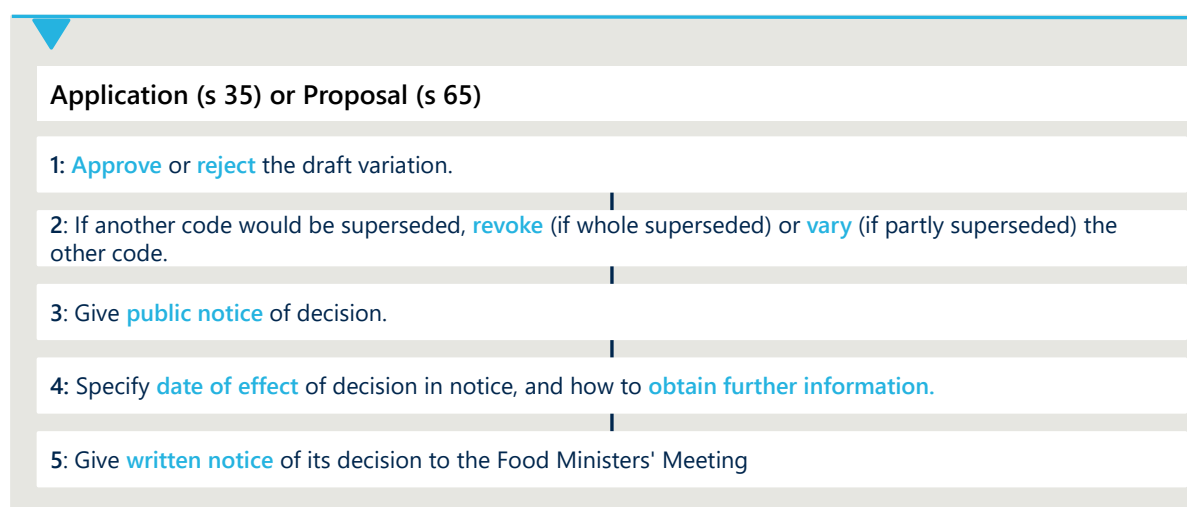 Application (s 35) or Proposal (s 65)
1: Approve or reject the draft variation.
2: If another code would be superseded, revoke (if whole superseded) or vary (if partly superseded) the
other code.
3: Give public notice of decision.
4: Specify date of effect of decision in notice, and how to obtain further information.
5: Give written notice of its decision to the Food Ministers' Meeting